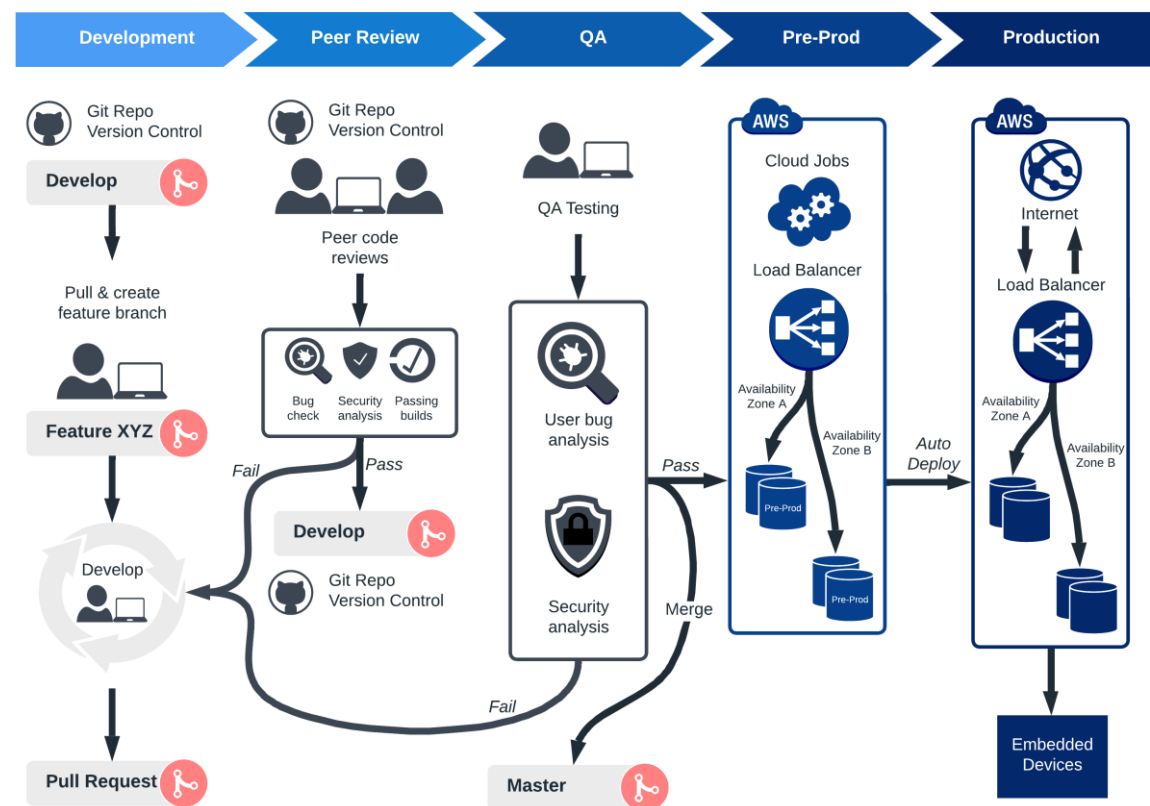 Development
Peer Review
QA
Pre-Prod
Production
Git Repo
Version Control
Develop
Pull & create
feature branch
Feature XYZ
Develop
Pull Request
Git Repo
Version Control
Peer code
reviews
Bug
check
Security
analysis
Passing
builds
Fail
Pass
Develop
Git Repo
Version Control
Fail
QA Testing
User bug
analysis
Security
analysis
Pass
Merge
Master
AWS
Cloud Jobs
Load Balancer
Availability
Zone A
Availability
Zone B
Pre-Prod
Pre-Prod
Auto
Deploy
AWS
Internet
Load Balancer
Availability
Zone A
Availability
Zone B
Embedded
Devices